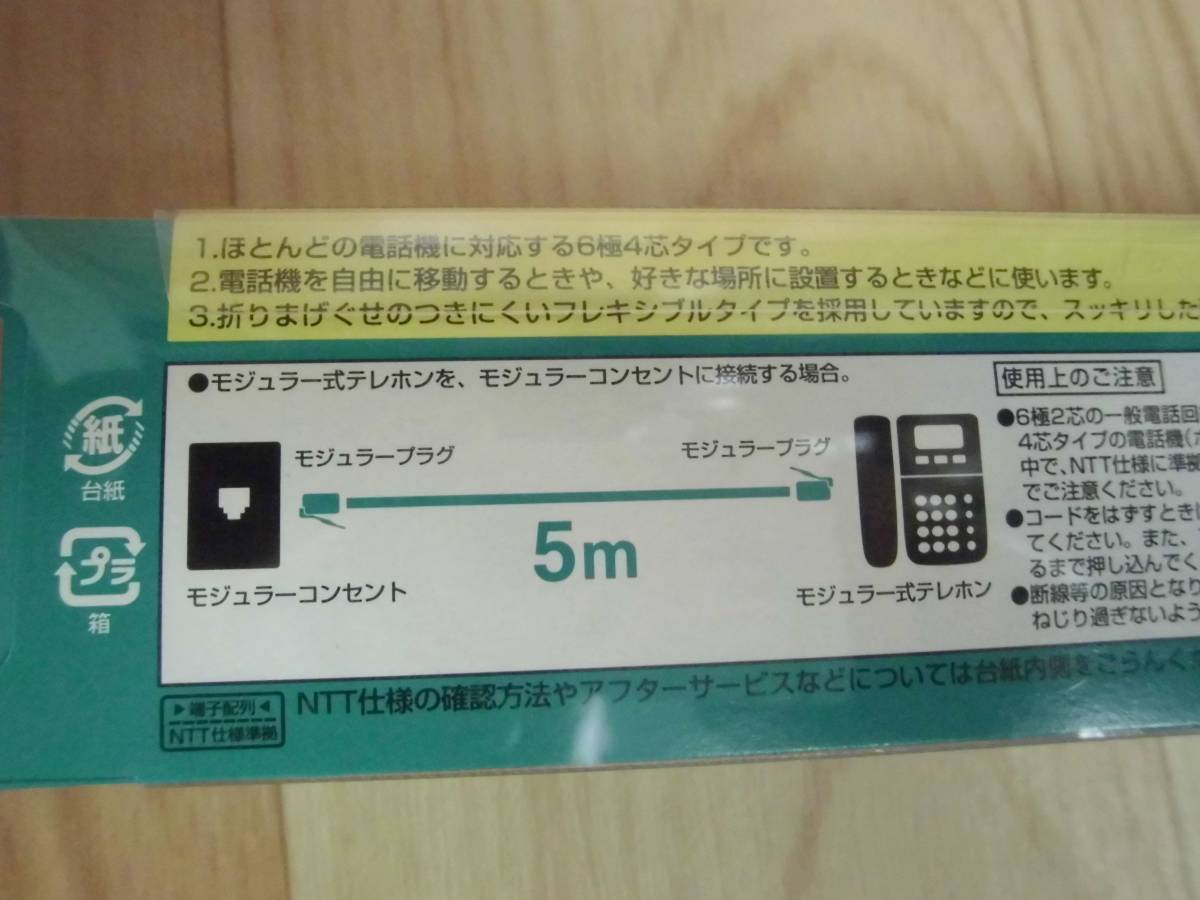 1.ほとんどの電話機に対応する6極4芯タイプです。
2.電話機を自由に移動するときや、好きな場所に設置するときなどに使います。
3.折りまげぐせのつきにくいフレキシブルタイプを採用していますので、スッキリした
●モジュラー式テレホンを、モジュラーコンセントに接続する場合。
モジュラープラグ
モジュラープラグ
5m
モジュラーコンセント
モジュラー式テレホン
使用上のご注意
●6極2芯の一般電話回
4芯タイプの電話機(ホ
中で、NTT仕様に準拠
でご注意ください。
●コードをはずすときは
てください。また、
るまで押し込んでく
●断線等の原因となり
ねじり過ぎないよう
紙
台紙
プラ
箱
▶端子配列◀
NTT仕様準拠
NTT仕様の確認方法やアフターサービスなどについては台紙内側をごらんくだ